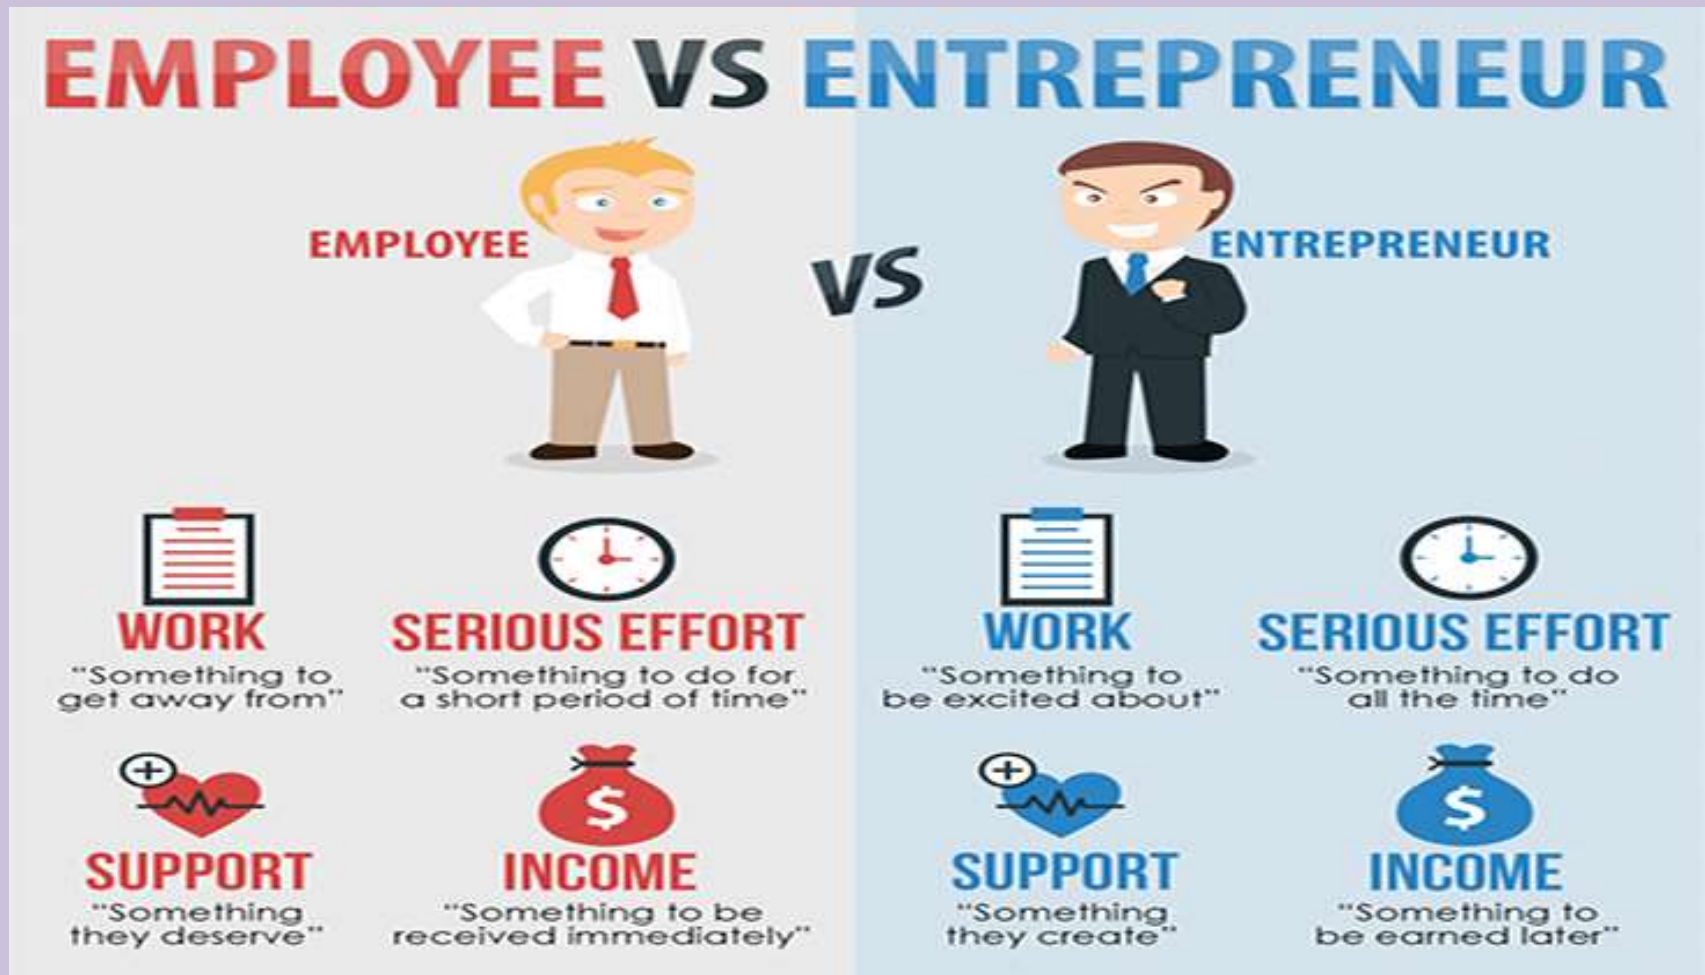 EMPLOYEE VS ENTREPRENEUR
EMPLOYEE
VS
ENTREPRENEUR
WORK
"Something to
get away from"
SERIOUS EFFORT
"Something to do for
a short period of time"
WORK
"Something to
be excited about"
SERIOUS EFFORT
"Something to do
all the time"
SUPPORT
"Something
they deserve"
$
INCOME
"Something to be
received immediately"
SUPPORT
"Something
they create"
$
INCOME
"Something to
be earned later"